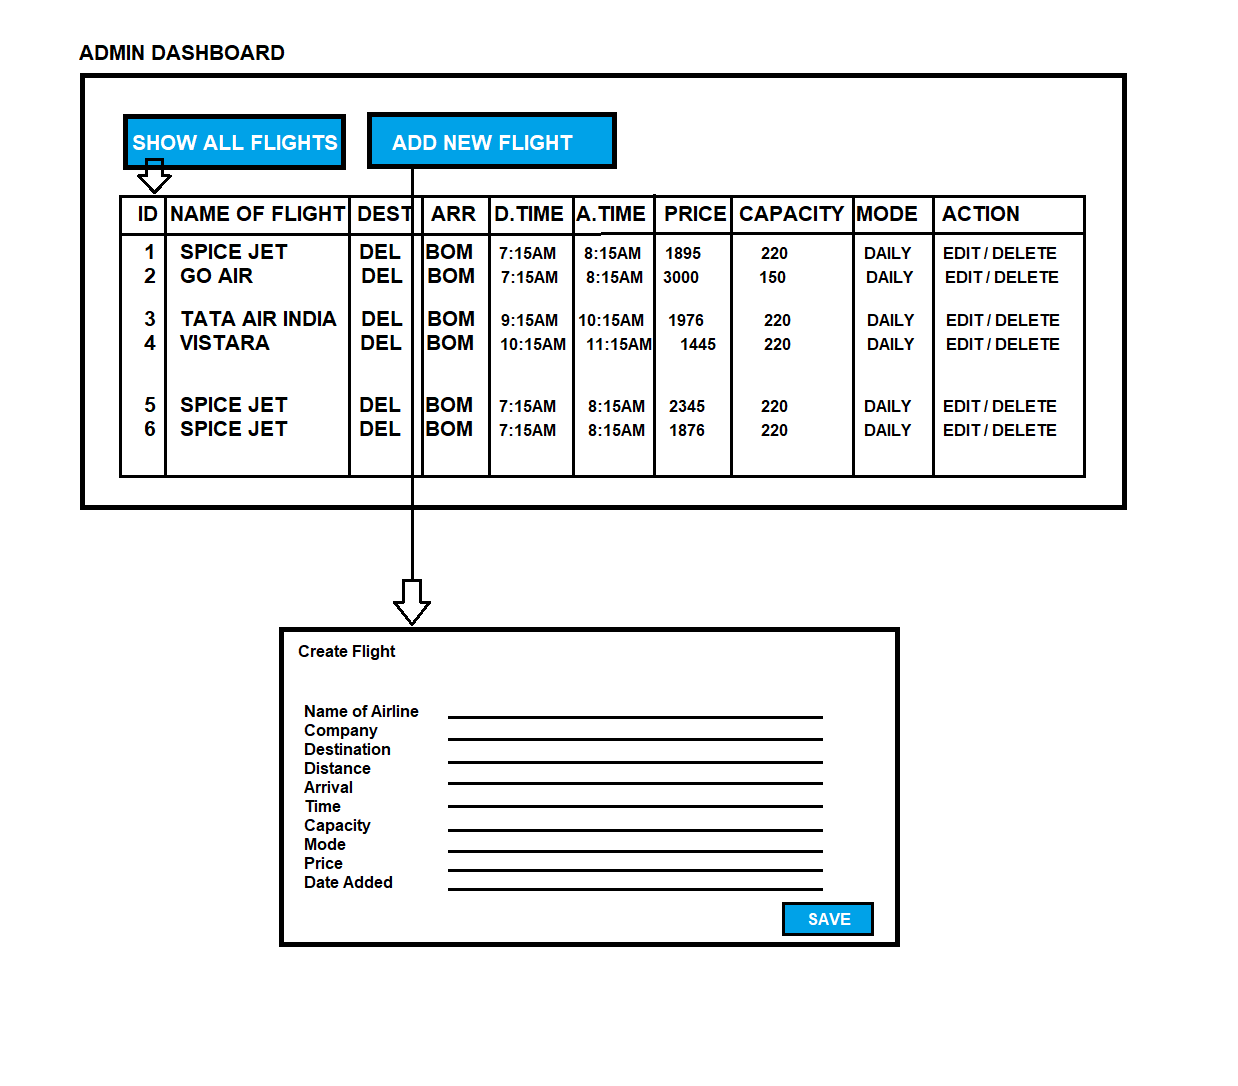 ADMIN DASHBOARD
SHOW ALL FLIGHTS ADD NEW FLIGHT
ID NAME OF FLIGHT DEST ARR D.TIME A.TIME PRICE CAPACITY MODE ACTION
1 SPICE JET DEL BOM 7:15AM 8:15AM 1895 220 DAILY EDIT / DELETE
2 GO AIR DEL BOM 7:15AM 8:15AM 3000 150 DAILY EDIT / DELETE
3 TATA AIR INDIA DEL BOM 9:15AM 10:15AM 1976 220 DAILY EDIT / DELETE
4 VISTARA DEL BOM 10:15AM 11:15AM 1445 220 DAILY EDIT / DELETE
5 SPICE JET DEL BOM 7:15AM 8:15AM 2345 220 DAILY EDIT / DELETE
6 SPICE JET DEL BOM 7:15AM 8:15AM 1876 220 DAILY EDIT / DELETE
Create Flight
Name of Airline
Company
Destination
Distance
Arrival
Time
Capacity
Mode
Price
Date Added
SAVE